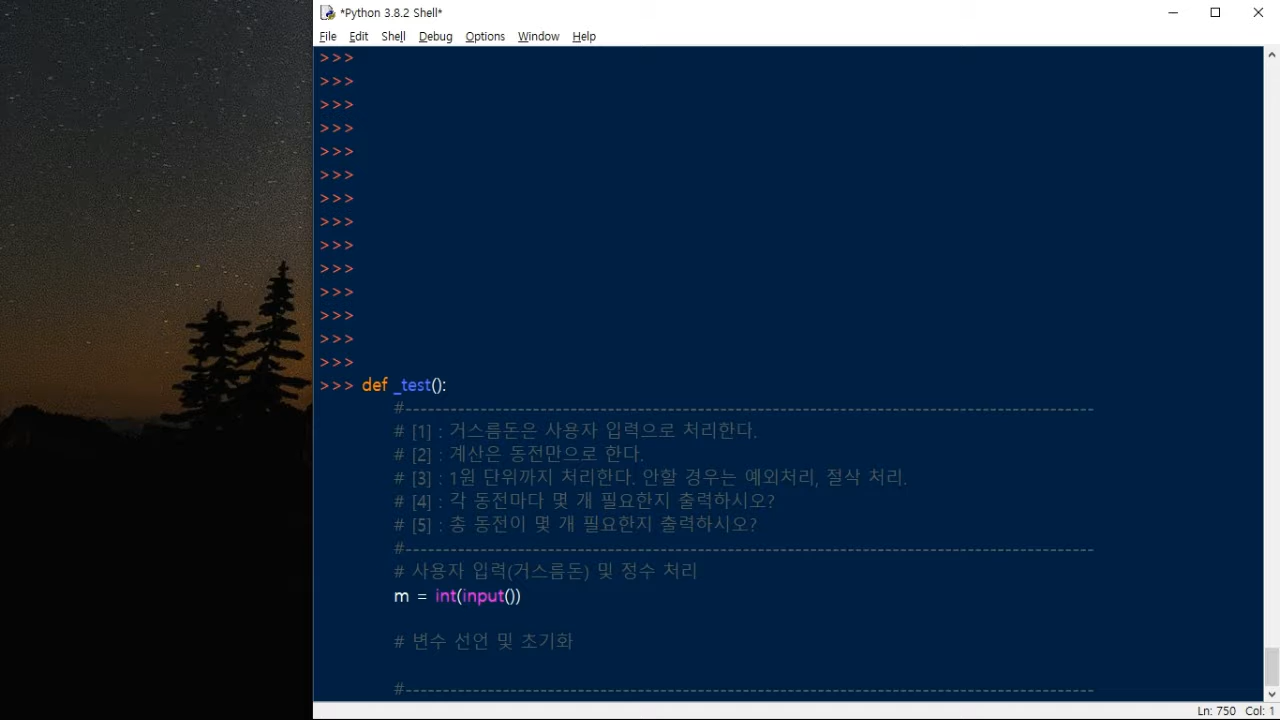 *Python 3.8.2 Shell*
File Edit Shell Debug Options Window Help
>>>
>>>
>>>
>>>
>>>
>>>
>>>
>>>
>>>
>>>
>>>
>>>
>>>
>>>
>>> def _test():
#--------------------------------------------------------------------------------------------
# [1] : 거스름돈은 사용자 입력으로 처리한다.
# [2] : 계산은 동전만으로 한다.
# [3] : 1원 단위까지 처리한다. 안할 경우는 예외처리, 절삭 처리.
# [4] : 각 동전마다 몇 개 필요한지 출력하시오?
# [5] : 총 동전이 몇 개 필요한지 출력하시오?
#--------------------------------------------------------------------------------------------
# 사용자 입력(거스름돈) 및 정수 처리
m = int(input())
# 변수 선언 및 초기화
#--------------------------------------------------------------------------------------------
Ln: 750 Col: 1